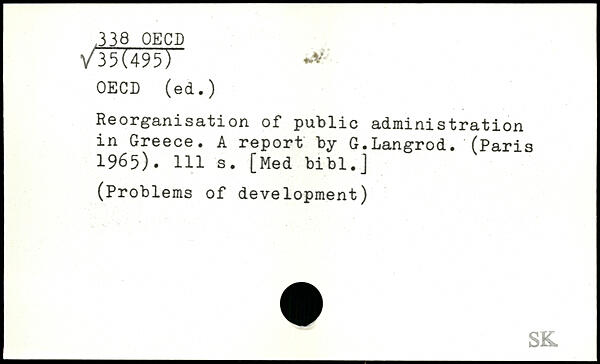 338 OECD
√35(495)
OECD (ed.)
Reorganisation of public administration
in Greece. A report by G.Langrod. (Paris
1965). 111 s. [Med bibl.]
(Problems of development)
SK